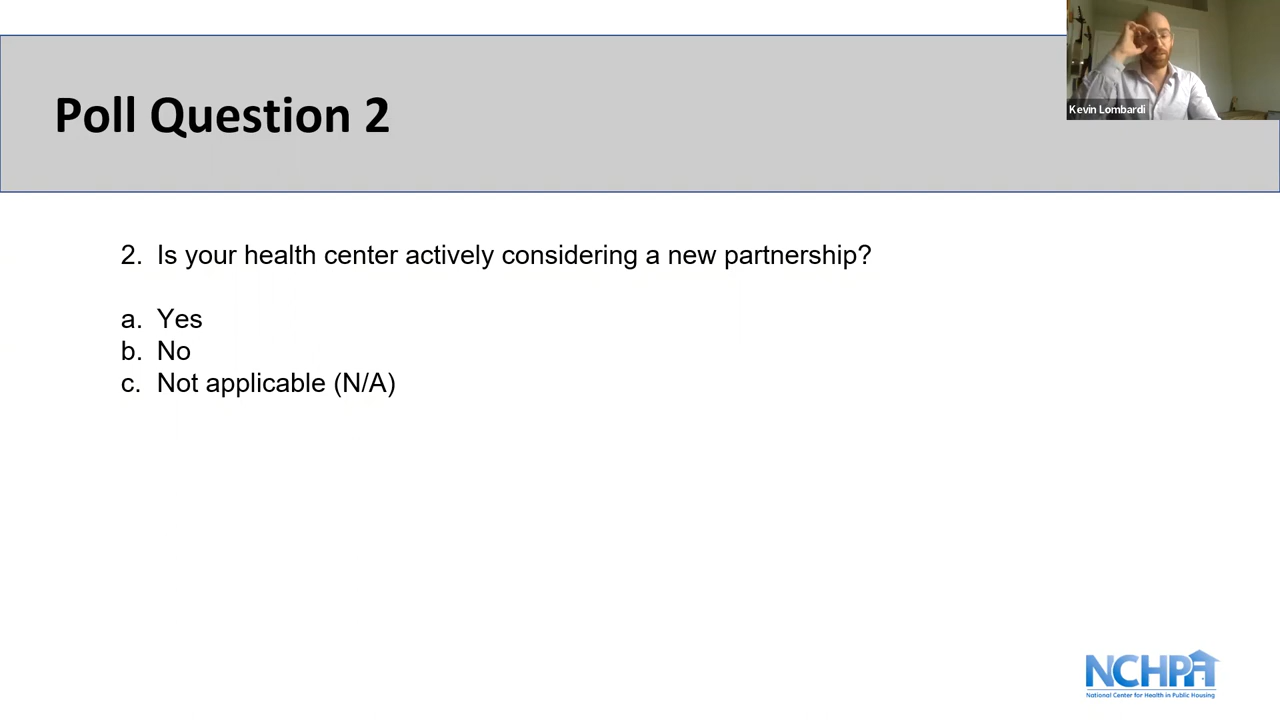 Poll Question 2
Kevin Lombardi
2. Is your health center actively considering a new partnership?
a. Yes
b. No
c. Not applicable (N/A)
NCHPH
National Center for Health in Public Housing